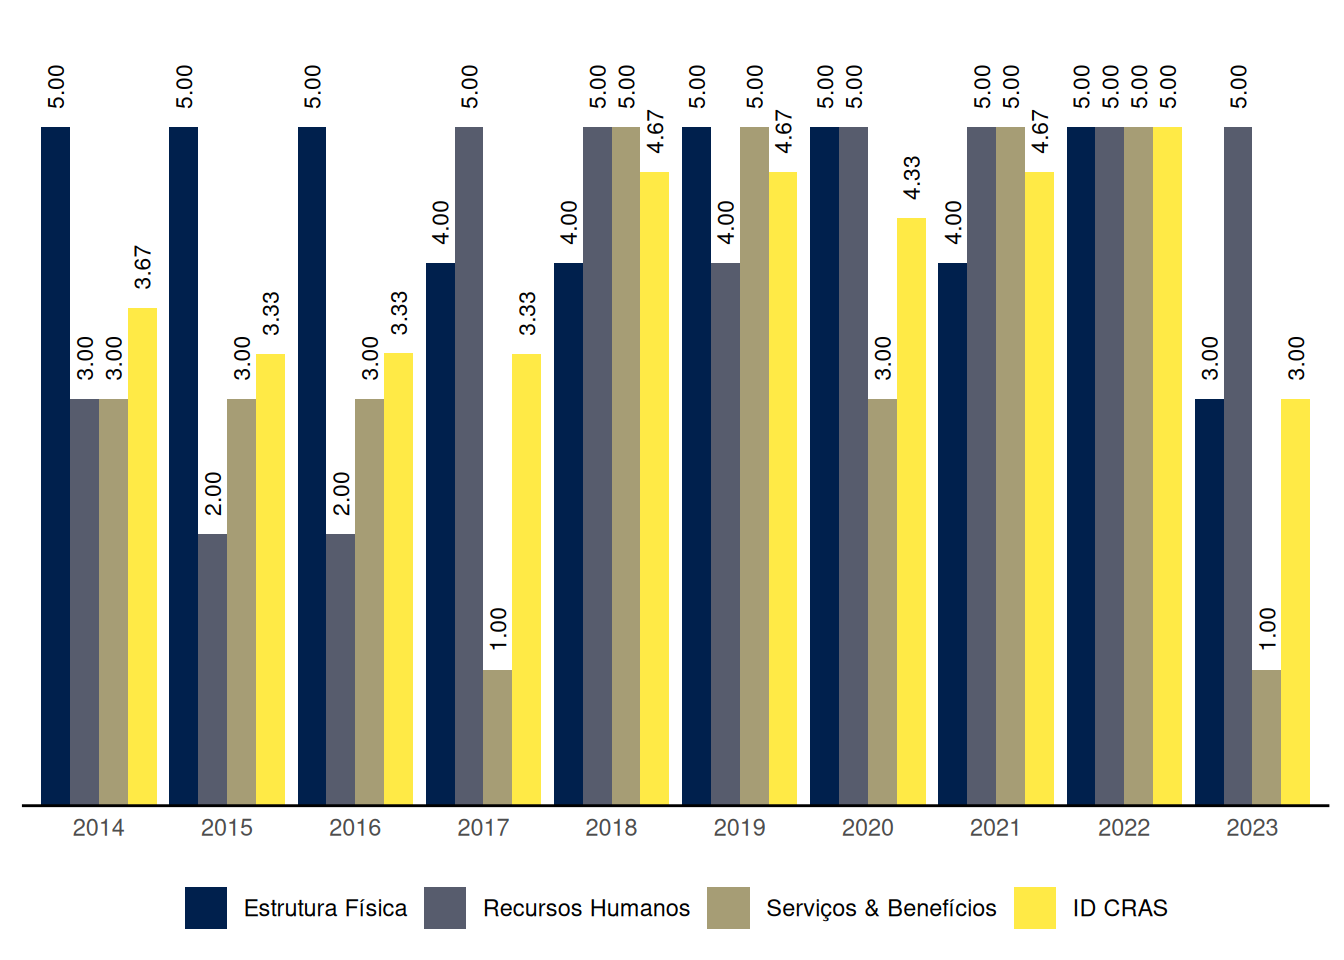 5.00 3.00 3.00 3.67 5.00 2.00 3.00 3.33 5.00 2.00 3.00 3.33 4.00 5.00 1.00 3.33 4.00 5.00 5.00 4.67 5.00 4.00 5.00 4.67 5.00 5.00 3.00 4.33 4.00 5.00 5.00 4.67 5.00 5.00 5.00 5.00 3.00 5.00 1.00 3.00
2014 2015 2016 2017 2018 2019 2020 2021 2022 2023
Estrutura Física Recursos Humanos Serviços & Benefícios ID CRAS